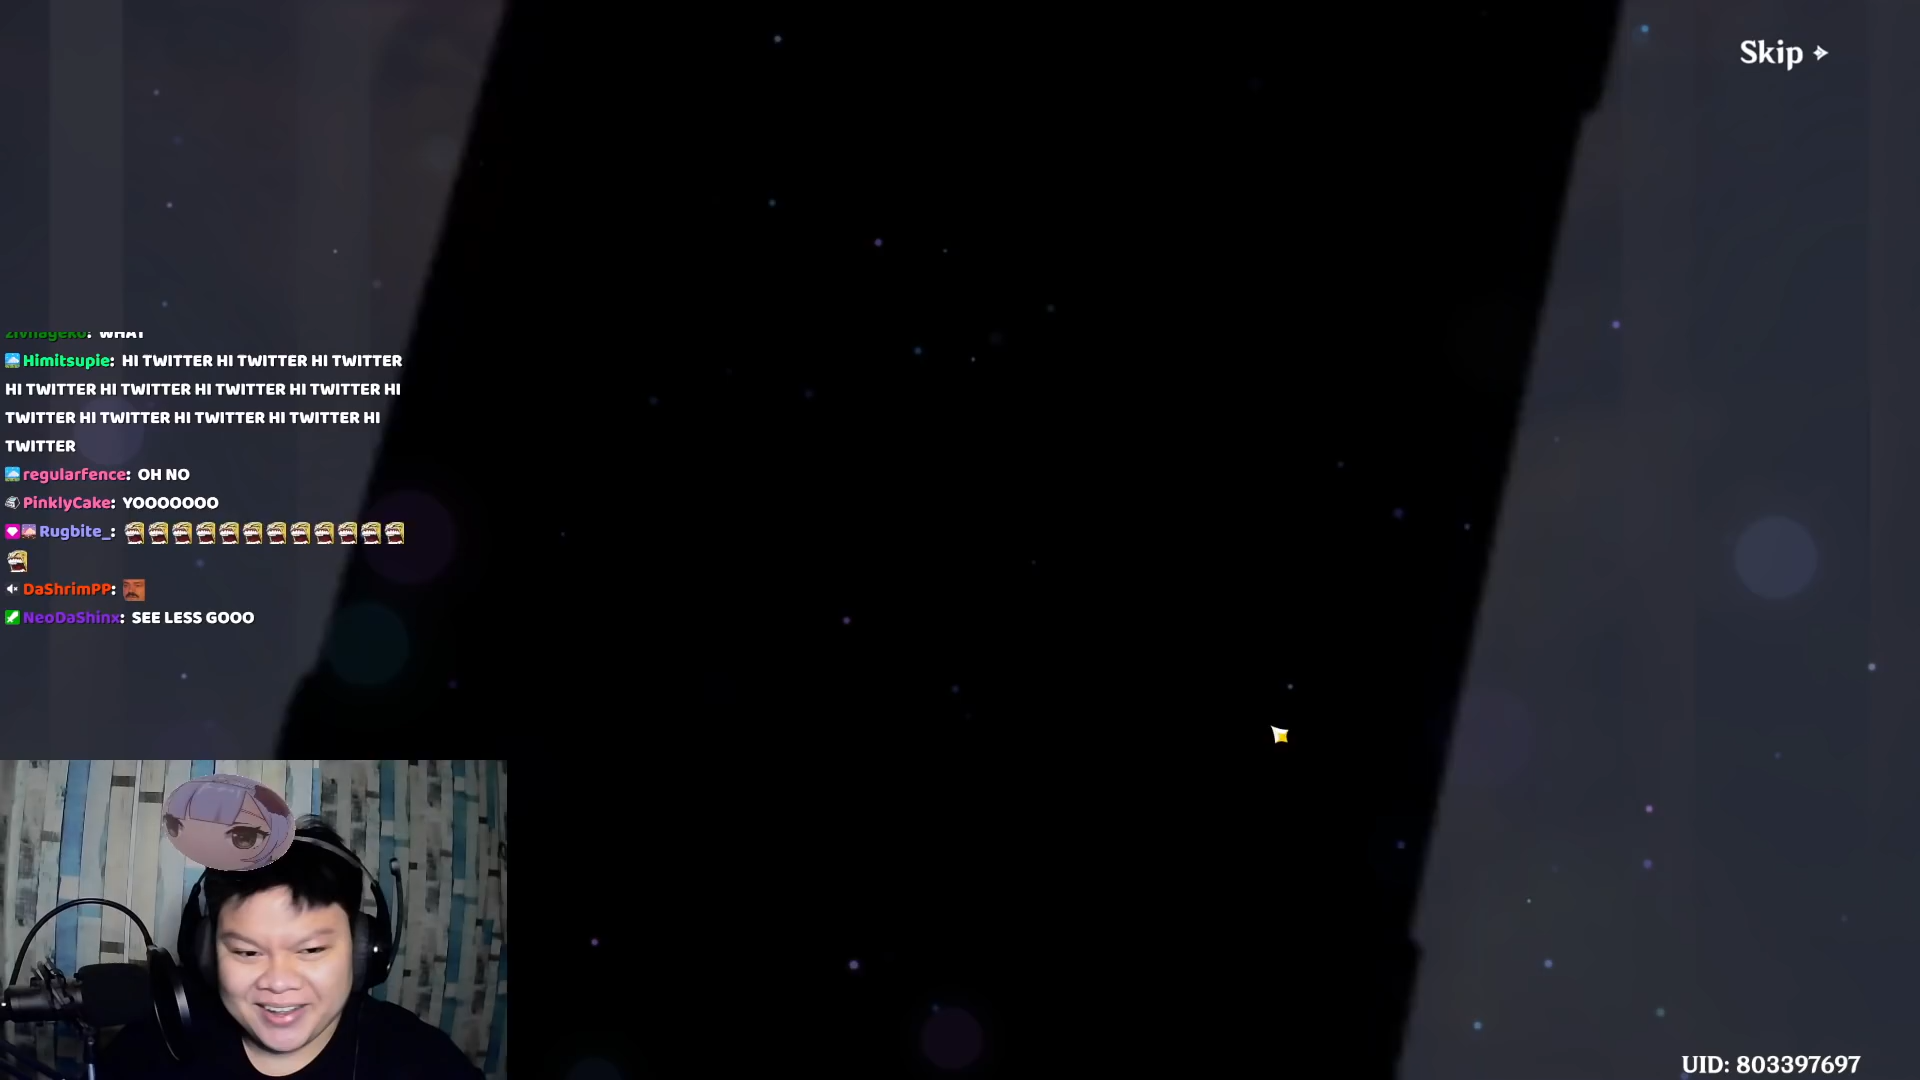 Skip
zivnageko: WHAT
Himitsupie: HI TWITTER HI TWITTER HI TWITTER
HI TWITTER HI TWITTER HI TWITTER HI TWITTER HI
TWITTER HI TWITTER HI TWITTER HI TWITTER HI
TWITTER
regularfence: OH NO
PinklyCake: YOOOOOOO
Rugbite_:
DaShrimPP:
NeoDaShinx: SEE LESS GOOO
UID: 803397697